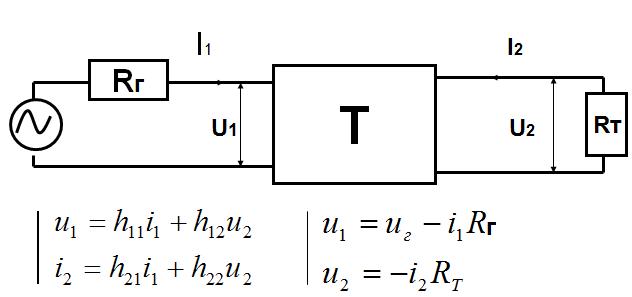 I1 I2
Rг
U1 T U2 Rт
u1 = h11i1 + h12u2 u1 = uг − i1Rг
i2 = h21i1 + h22u2 u2 = −i2RT